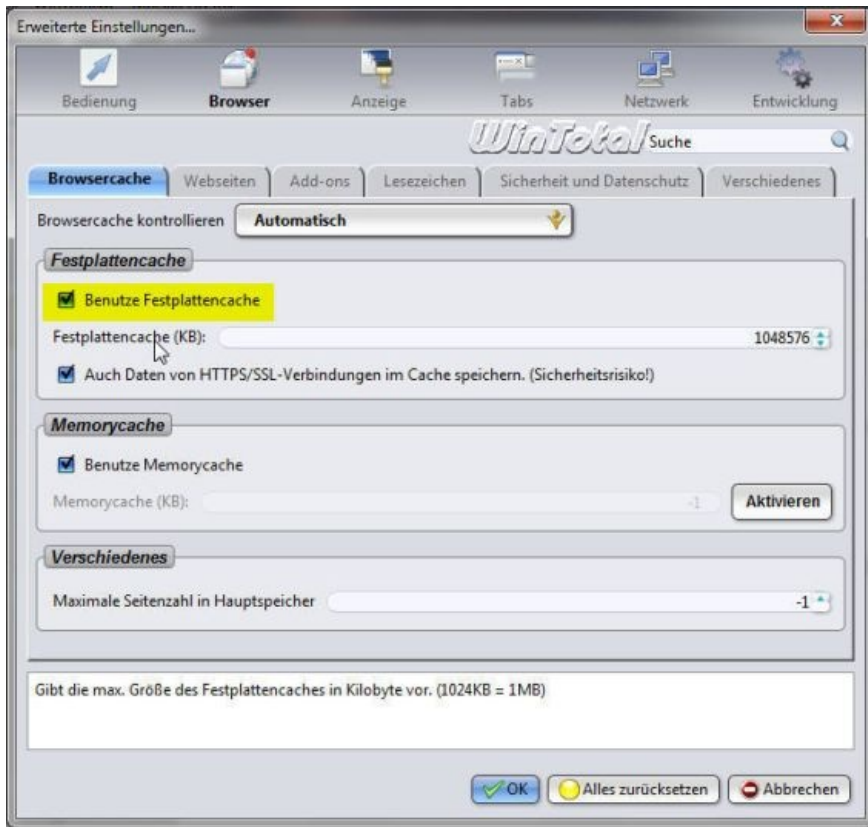 Erweiterte Einstellungen...
Bedienung Browser Anzeige Tabs Netzwerk Entwicklung
WinTotal Suche
Browsercache Webseiten Add-ons Lesezeichen Sicherheit und Datenschutz Verschiedenes
Browsercache kontrollieren Automatisch
Festplattencache
Benutze Festplattencache
Festplattencache (KB): 1048576
Auch Daten von HTTPS/SSL-Verbindungen im Cache speichern. (Sicherheitsrisiko!)
Memorycache
Benutze Memorycache
Memorycache (KB): -1 Aktivieren
Verschiedenes
Maximale Seitenzahl in Hauptspeicher -1
Gibt die max. Größe des Festplattencaches in Kilobyte vor. (1024KB = 1MB)
OK Alles zurücksetzen Abbrechen